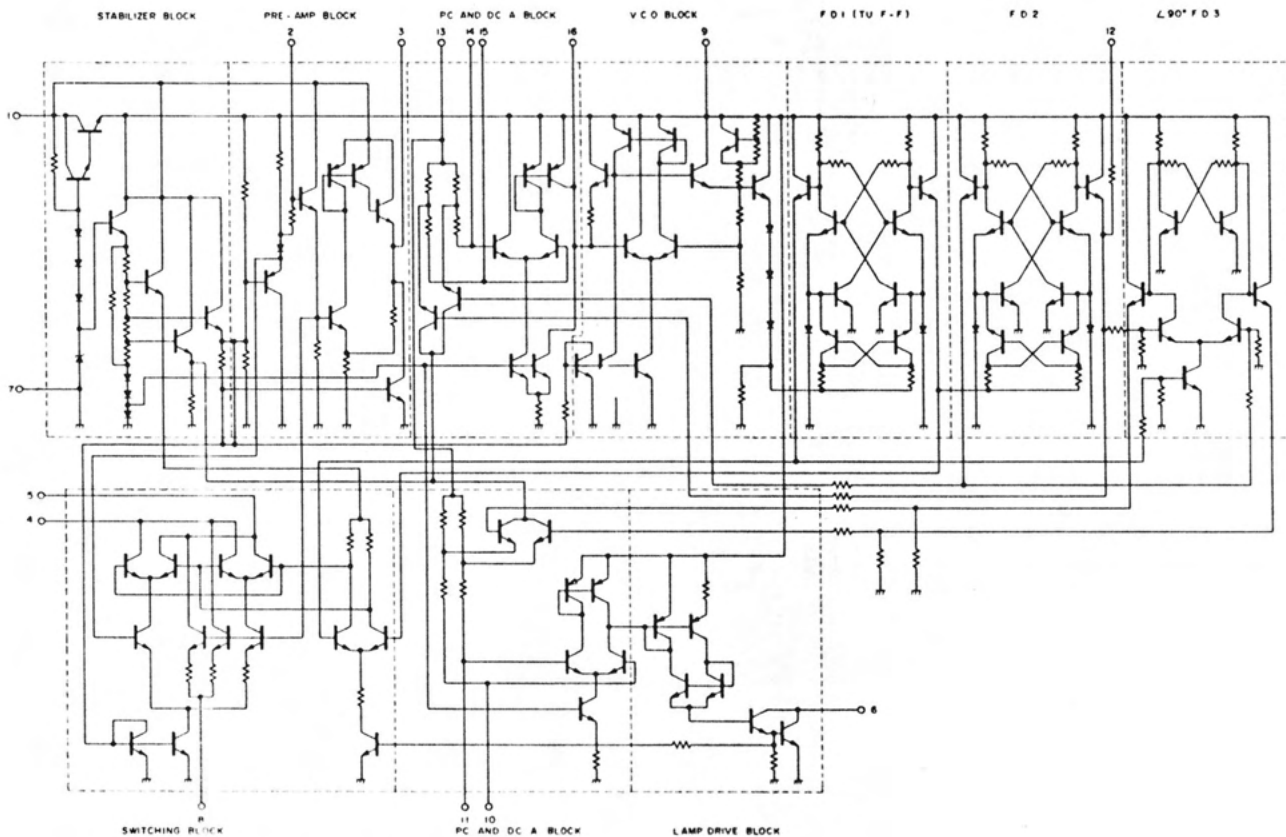 STABILIZER BLOCK
PRE-AMP BLOCK
PC AND DC A BLOCK
VCO BLOCK
FD1 (TU F-F)
FD2
∠90° FD3
2
3
13
14
15
16
9
12
1
7
5
4
6
11
10
SWITCHING BLOCK
PC AND DC A BLOCK
LAMP DRIVE BLOCK